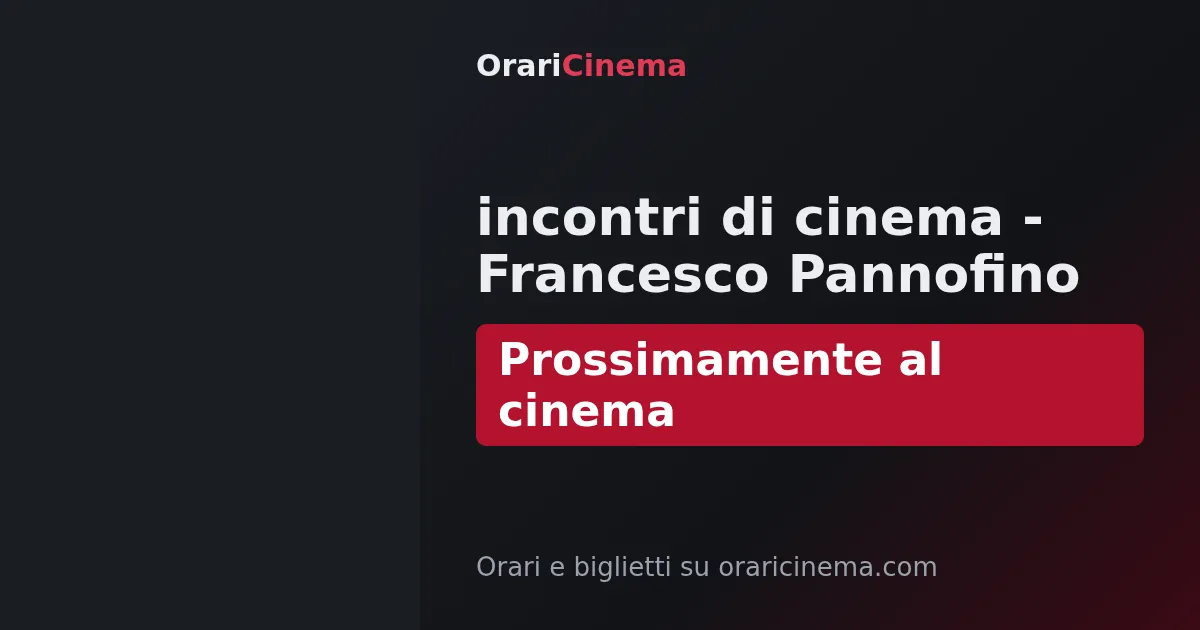 OrariCinema
incontri di cinema -
Francesco Pannofino
Prossimamente al
cinema
Orari e biglietti su oraricinema.com